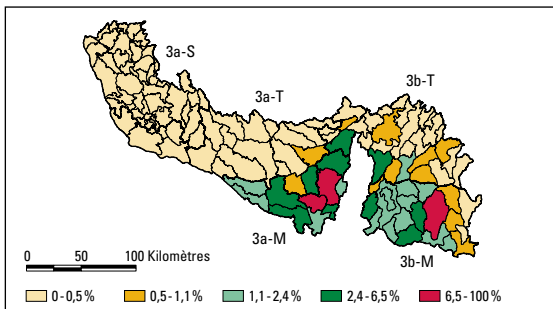 3a-S
3a-T
3b-T
3a-M
3b-M
0 50 100 Kilomètres
0 - 0,5 %
0,5 - 1,1 %
1,1 - 2,4 %
2,4 - 6,5 %
6,5 - 100 %